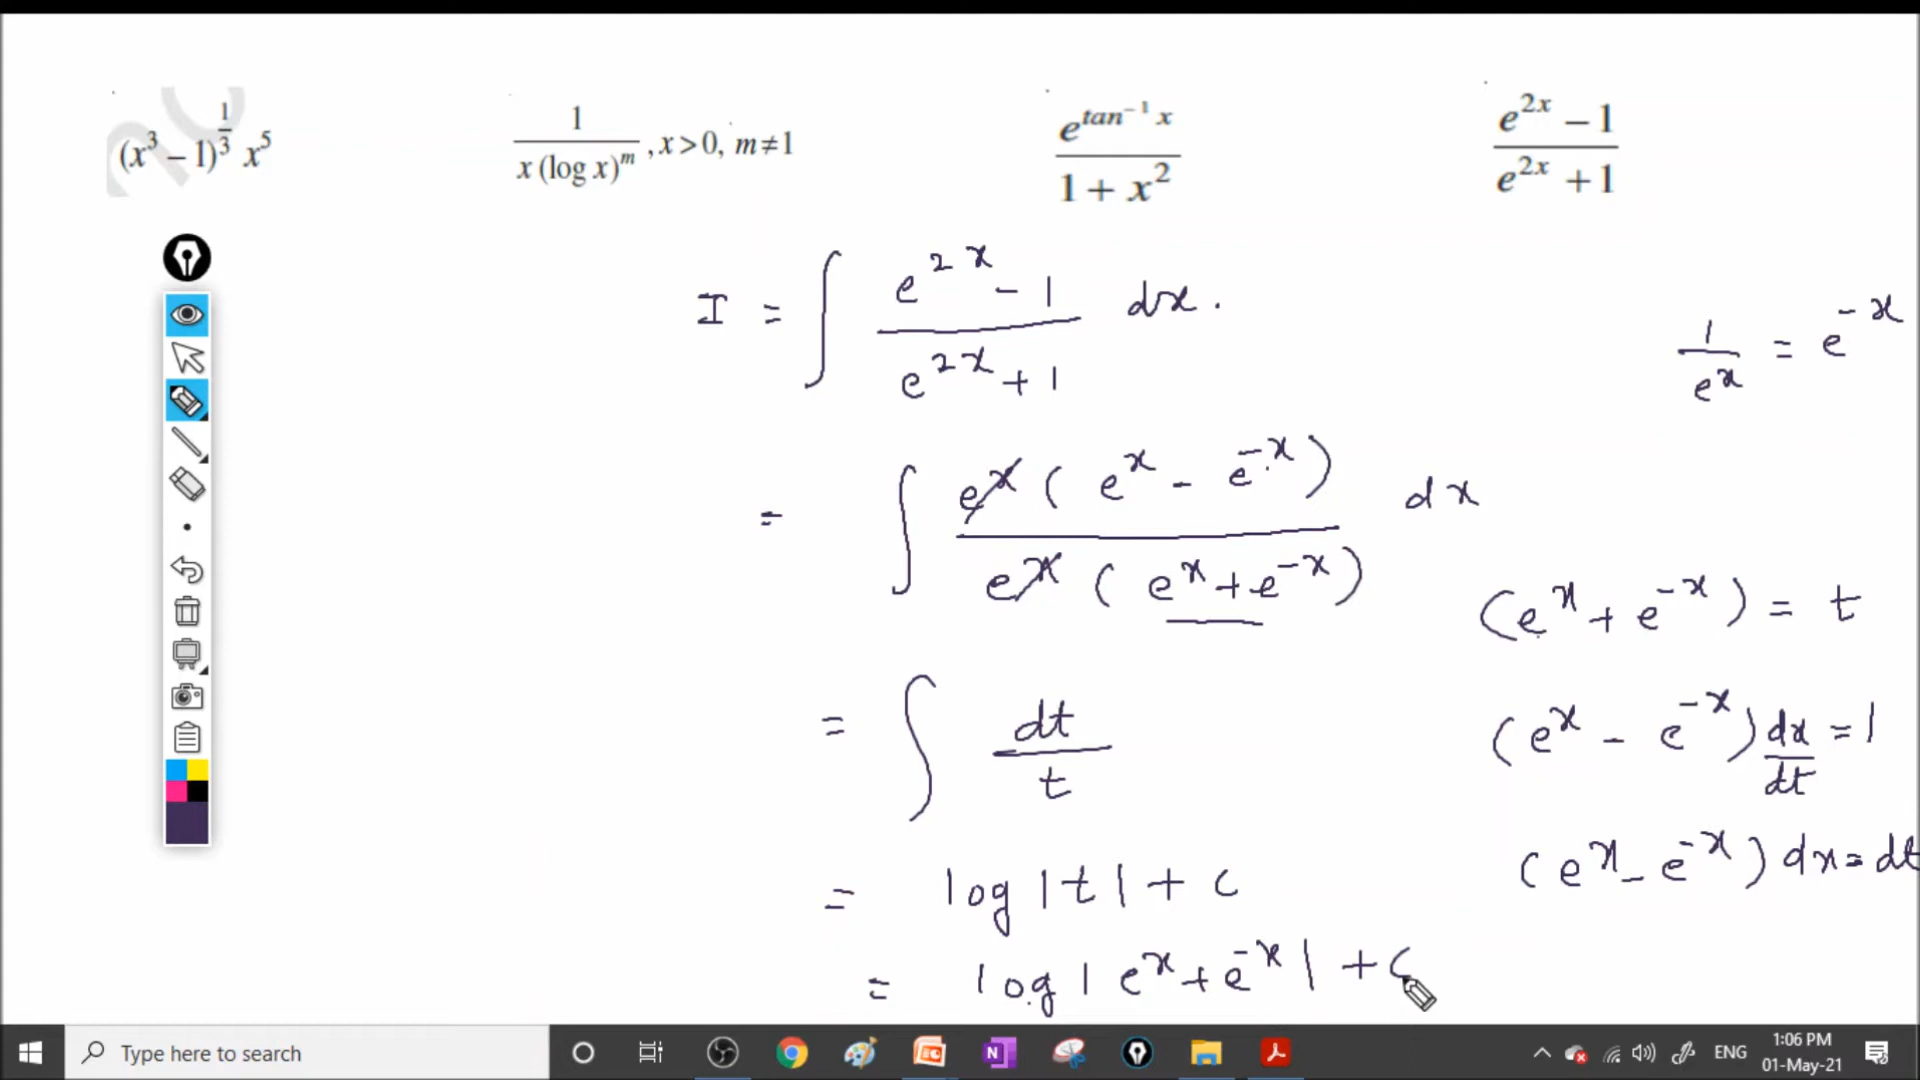 (x³ – 1)^{1/3} x⁵
1/(x (log x)^m), x > 0, m ≠ 1
e^{tan⁻¹ x}/(1 + x²)
(e^{2x} – 1)/(e^{2x} + 1)
I = ∫ (e^{2x} - 1)/(e^{2x} + 1) dx.
1/e^x = e^{-x}
= ∫ e^x (e^x - e^{-x})/(e^x (e^x + e^{-x})) dx
(e^x + e^{-x}) = t
= ∫ dt/t
(e^x - e^{-x}) dx/dt = 1
(e^x - e^{-x}) dx = dt
= log |t| + c
= log | e^x + e^{-x} | + C
Type here to search
ENG
1:06 PM
01-May-21